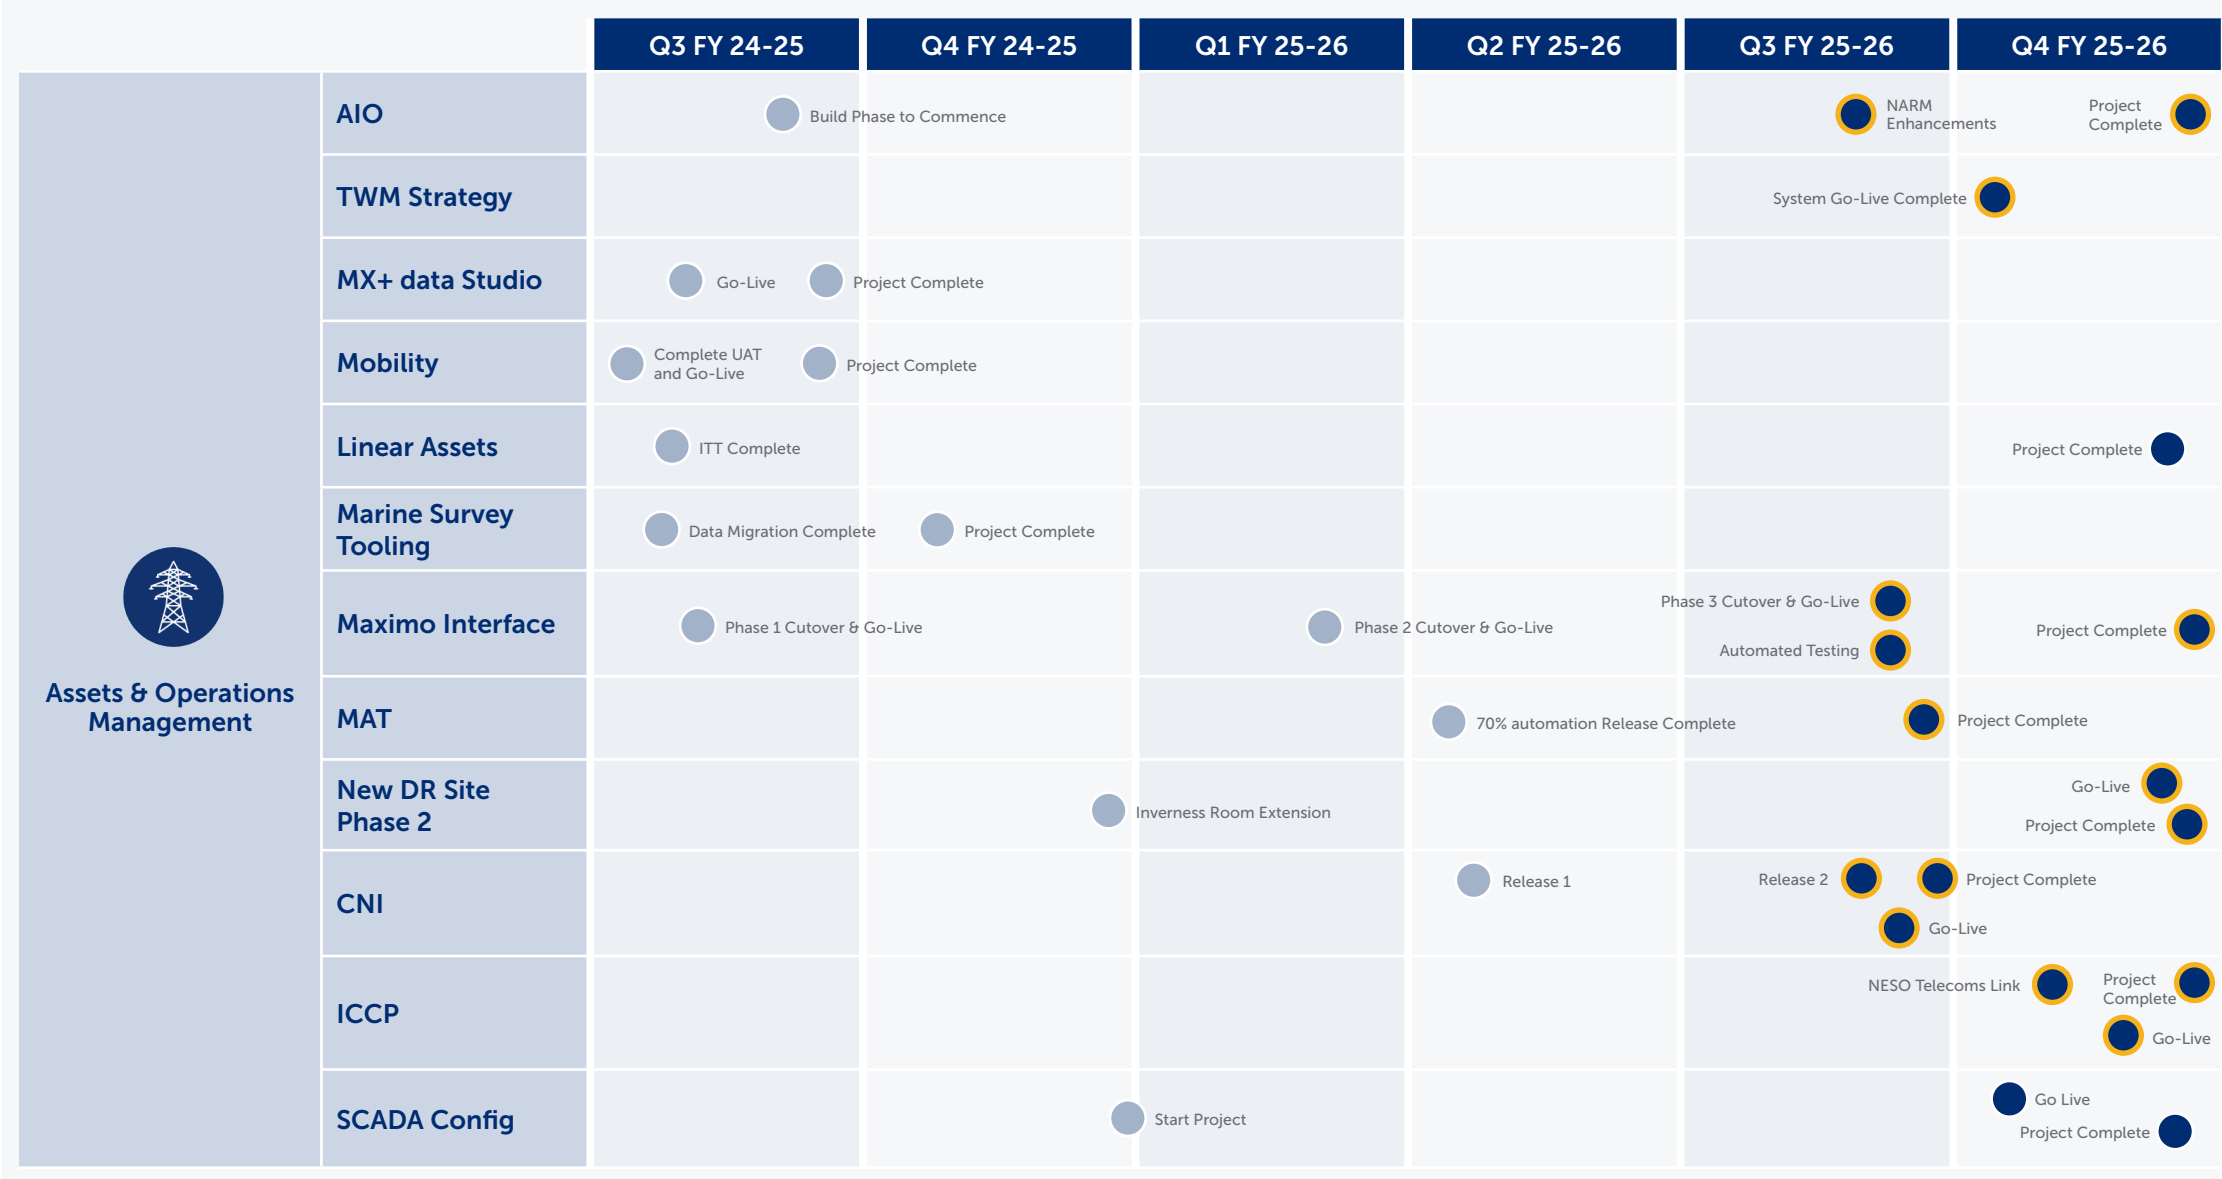 Q3 FY 24-25
Q4 FY 24-25
Q1 FY 25-26
Q2 FY 25-26
Q3 FY 25-26
Q4 FY 25-26
Assets & Operations
Management
AIO
Build Phase to Commence
NARM
Enhancements
Project
Complete
TWM Strategy
System Go-Live Complete
MX+ data Studio
Go-Live
Project Complete
Mobility
Complete UAT
and Go-Live
Project Complete
Linear Assets
ITT Complete
Project Complete
Marine Survey
Tooling
Data Migration Complete
Project Complete
Maximo Interface
Phase 1 Cutover & Go-Live
Phase 2 Cutover & Go-Live
Phase 3 Cutover & Go-Live
Automated Testing
Project Complete
MAT
70% automation Release Complete
Project Complete
New DR Site
Phase 2
Inverness Room Extension
Go-Live
Project Complete
CNI
Release 1
Release 2
Project Complete
Go-Live
ICCP
NESO Telecoms Link
Project
Complete
Go-Live
SCADA Config
Start Project
Go Live
Project Complete